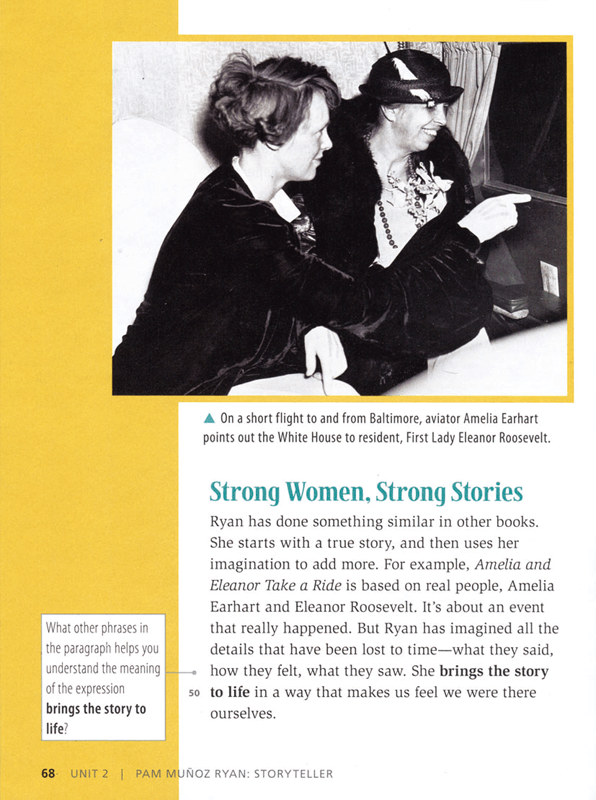 ▲ On a short flight to and from Baltimore, aviator Amelia Earhart
points out the White House to resident, First Lady Eleanor Roosevelt.
Strong Women, Strong Stories
Ryan has done something similar in other books.
She starts with a true story, and then uses her
imagination to add more. For example, Amelia and
Eleanor Take a Ride is based on real people, Amelia
Earhart and Eleanor Roosevelt. It's about an event
that really happened. But Ryan has imagined all the
details that have been lost to time—what they said,
how they felt, what they saw. She brings the story
50 to life in a way that makes us feel we were there
ourselves.
What other phrases in
the paragraph helps you
understand the meaning
of the expression
brings the story to
life?
68 UNIT 2 | PAM MUÑOZ RYAN: STORYTELLER